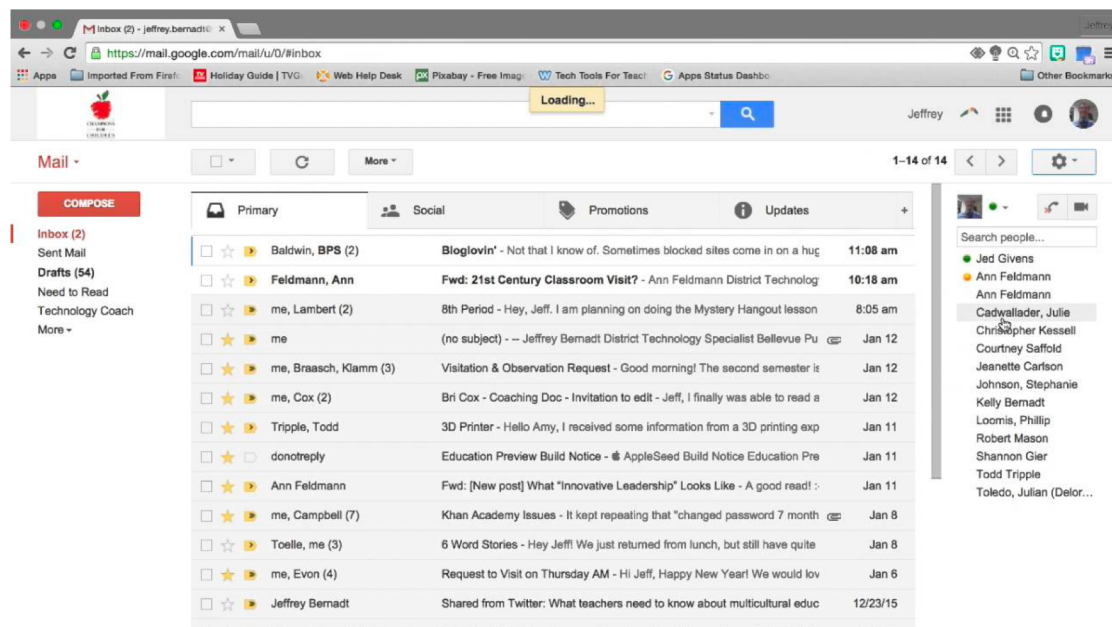 Inbox (2) - jeffrey.bernadt@ ×
Jeffrey
https://mail.google.com/mail/u/0/#inbox
Apps Imported From Firefo Holiday Guide | TVG Web Help Desk Pixabay - Free Imag Tech Tools For Teach Apps Status Dashbo Other Bookmarks
Loading...
Jeffrey
Mail
More
1–14 of 14
COMPOSE
Inbox (2)
Sent Mail
Drafts (54)
Need to Read
Technology Coach
More
Primary Social Promotions Updates +
Baldwin, BPS (2) Bloglovin' - Not that I know of. Sometimes blocked sites come in on a hug 11:08 am
Feldmann, Ann Fwd: 21st Century Classroom Visit? - Ann Feldmann District Technology 10:18 am
me, Lambert (2) 8th Period - Hey, Jeff. I am planning on doing the Mystery Hangout lesson 8:05 am
me (no subject) - -- Jeffrey Bernadt District Technology Specialist Bellevue Pu Jan 12
me, Braasch, Klamm (3) Visitation & Observation Request - Good morning! The second semester is Jan 12
me, Cox (2) Bri Cox - Coaching Doc - Invitation to edit - Jeff, I finally was able to read a Jan 12
Tripple, Todd 3D Printer - Hello Amy, I received some information from a 3D printing exp Jan 11
donotreply Education Preview Build Notice - AppleSeed Build Notice Education Pre Jan 11
Ann Feldmann Fwd: [New post] What "Innovative Leadership" Looks Like - A good read! :- Jan 11
me, Campbell (7) Khan Academy Issues - It kept repeating that "changed password 7 month Jan 8
Toelle, me (3) 6 Word Stories - Hey Jeff! We just returned from lunch, but still have quite Jan 8
me, Evon (4) Request to Visit on Thursday AM - Hi Jeff, Happy New Year! We would lov Jan 6
Jeffrey Bernadt Shared from Twitter: What teachers need to know about multicultural educ 12/23/15
Search people...
Jed Givens
Ann Feldmann
Ann Feldmann
Cadwallader, Julie
Christopher Kessell
Courtney Saffold
Jeanette Carlson
Johnson, Stephanie
Kelly Bernadt
Loomis, Phillip
Robert Mason
Shannon Gier
Todd Tripple
Toledo, Julian (Delor...